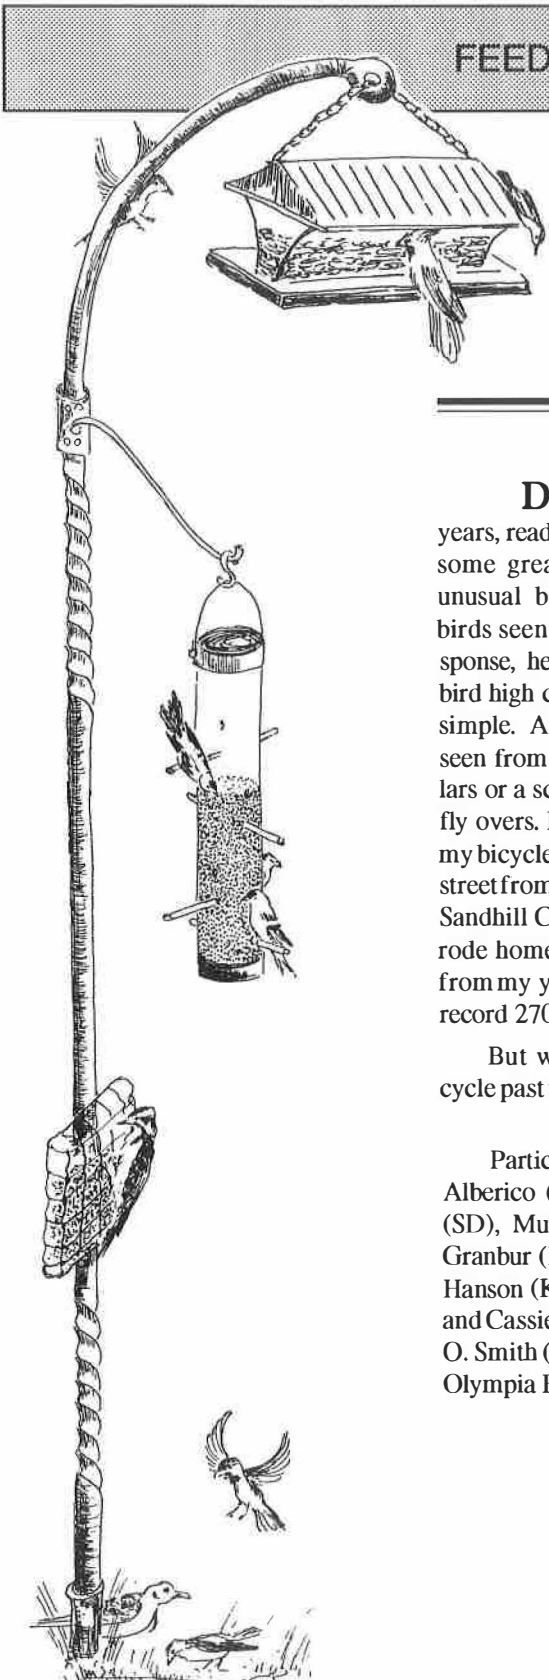 FEED
D
years, read
some grea
unusual b
birds seen
sponse, he
bird high c
simple. A
seen from
lars or a sc
fly overs. I
my bicycle
street from
Sandhill C
rode home
from my y
record 270
But w
cycle past
Partic
Alberico (
(SD), Mu
Granbur (
Hanson (K
and Cassie
O. Smith (
Olympia F